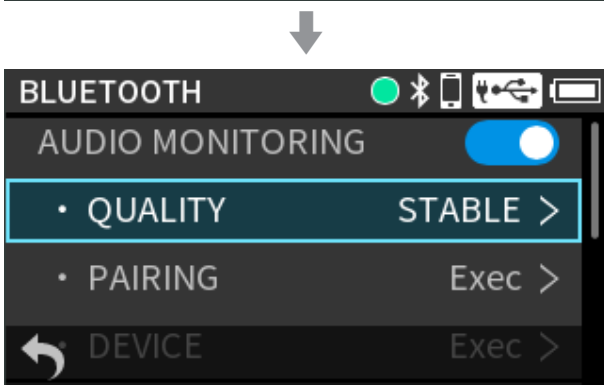 BLUETOOTH
AUDIO MONITORING
・ QUALITY STABLE >
・ PAIRING Exec >
・ DEVICE Exec >